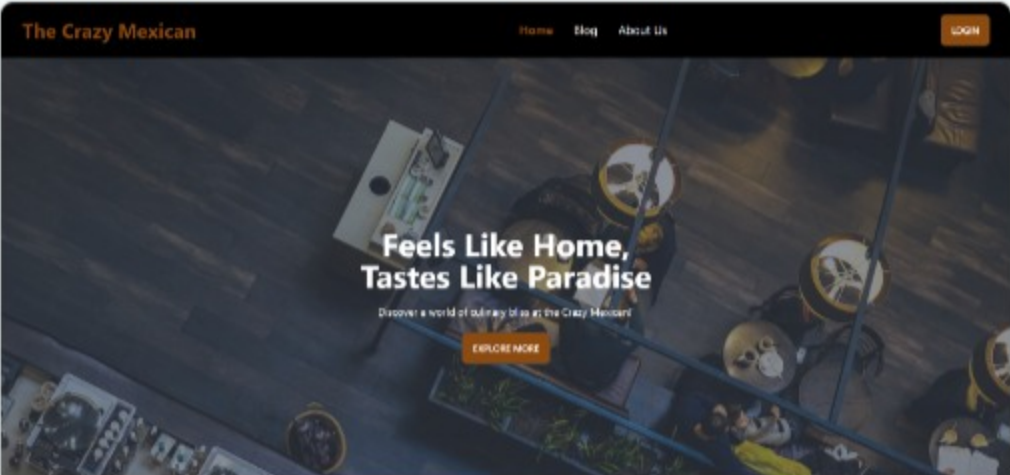 The Crazy Mexican
Home Blog About Us
LOGIN
Feels Like Home,
Tastes Like Paradise
Discover a world of culinary bliss at the Crazy Mexican!
EXPLORE MORE